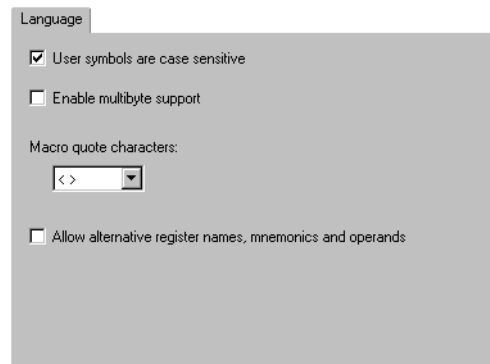 Language
User symbols are case sensitive
Enable multibyte support
Macro quote characters:
< >
Allow alternative register names, mnemonics and operands